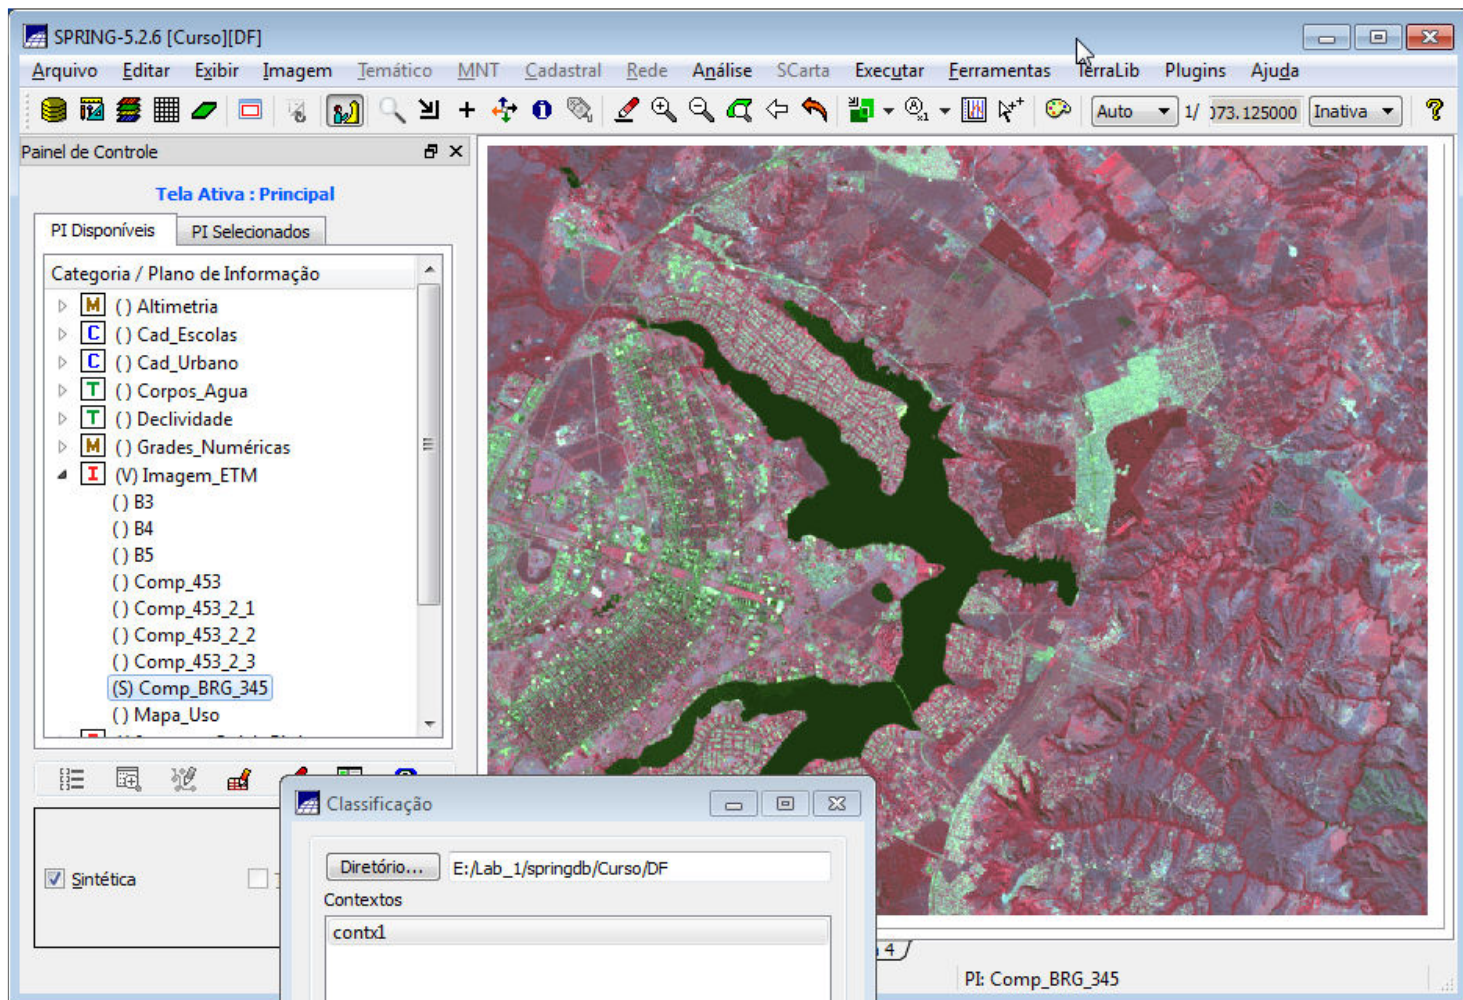 SPRING-5.2.6 [Curso][DF]
Arquivo Editar Exibir Imagem Temático MNT Cadastral Rede Análise SCarta Executar Ferramentas TerraLib Plugins Ajuda
Auto 1/ 073.125000 Inativa
Painel de Controle
Tela Ativa : Principal
PI Disponíveis PI Selecionados
Categoria / Plano de Informação
M () Altimetria
C () Cad_Escolas
C () Cad_Urbano
T () Corpos_Agua
T () Declividade
M () Grades_Numéricas
I (V) Imagem_ETM
() B3
() B4
() B5
() Comp_453
() Comp_453_2_1
() Comp_453_2_2
() Comp_453_2_3
(S) Comp_BRG_345
() Mapa_Uso
Classificação
Diretório... E:/Lab_1/springdb/Curso/DF
Sintética
Contextos
contx1
4
PI: Comp_BRG_345